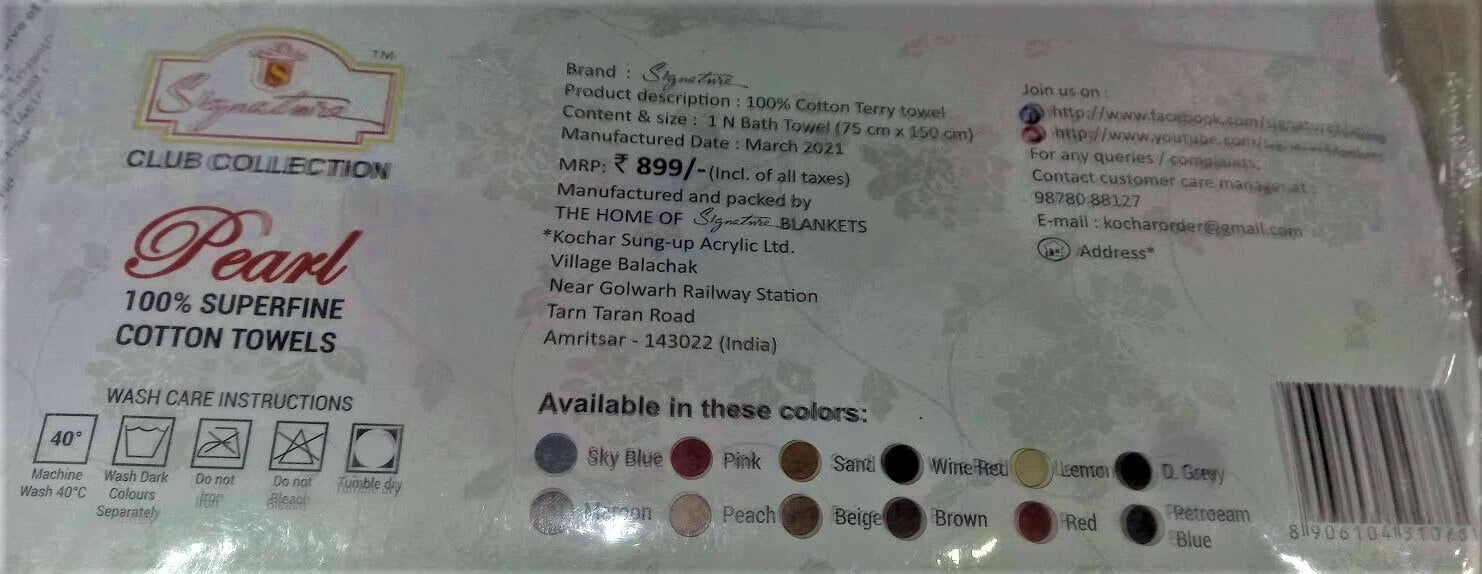 Signature
TM
CLUB COLLECTION
Pearl
100% SUPERFINE
COTTON TOWELS
WASH CARE INSTRUCTIONS
40°
Machine
Wash 40°C
Wash Dark
Colours
Separately
Do not
Iron
Do not
Bleach
Tumble dry
Brand : Signature
Product description : 100% Cotton Terry towel
Content & size : 1 N Bath Towel (75 cm x 150 cm)
Manufactured Date : March 2021
MRP: ₹ 899/-(Incl. of all taxes)
Manufactured and packed by
THE HOME OF Signature BLANKETS
*Kochar Sung-up Acrylic Ltd.
Village Balachak
Near Golwarh Railway Station
Tarn Taran Road
Amritsar - 143022 (India)
Join us on :
http://www.facebook.com/
http://www.youtube.com/
For any queries / complaints,
Contact customer care manager at :
98780 88127
E-mail : kocharorder@gmail.com
Address*
Available in these colors:
Sky Blue Pink Sand Wine Red Lemon D. Grey
Maroon Peach Beige Brown Red Petroeam
Blue